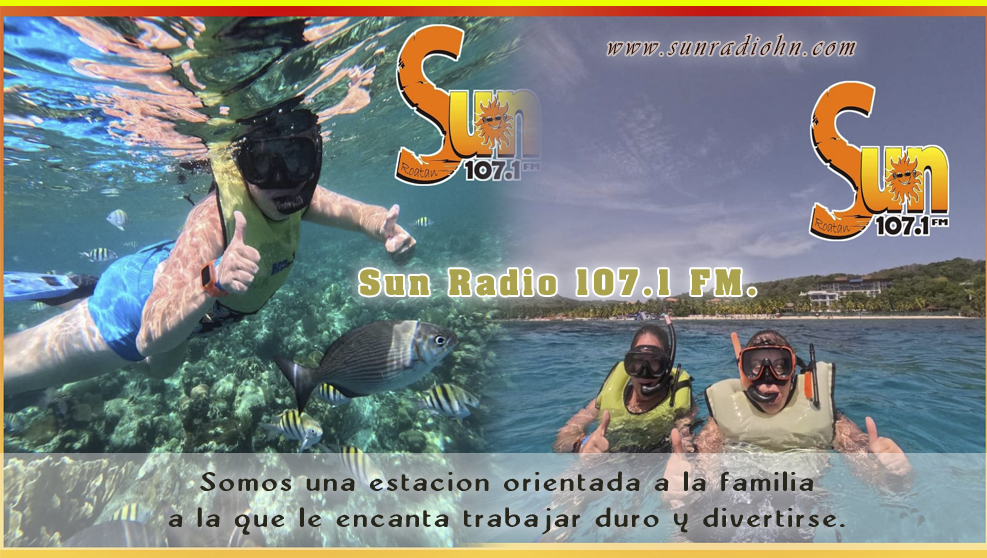 www.sunradiohn.com
Sun
Roatan 107.1 FM
Sun
Roatan 107.1 FM
Sun Radio 107.1 FM.
Somos una estacion orientada a la familia
a la que le encanta trabajar duro y divertirse.